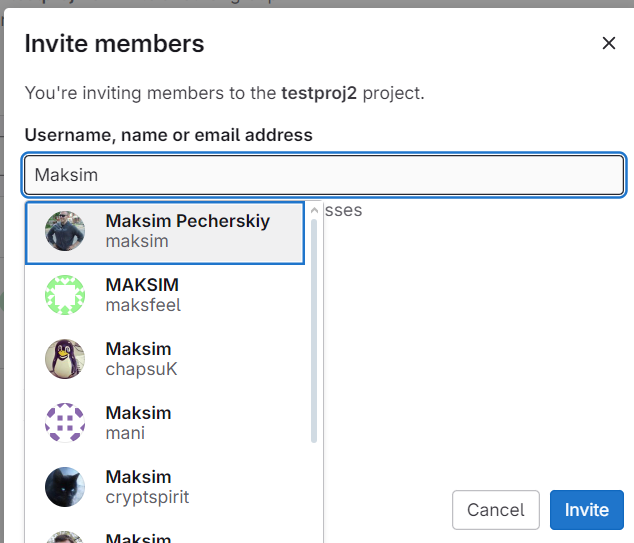 Invite members
You're inviting members to the testproj2 project.
Username, name or email address
Maksim
sses
Maksim Pecherskiy
maksim
MAKSIM
maksfeel
Maksim
chapsuK
Maksim
mani
Maksim
cryptspirit
Maksim
Cancel
Invite